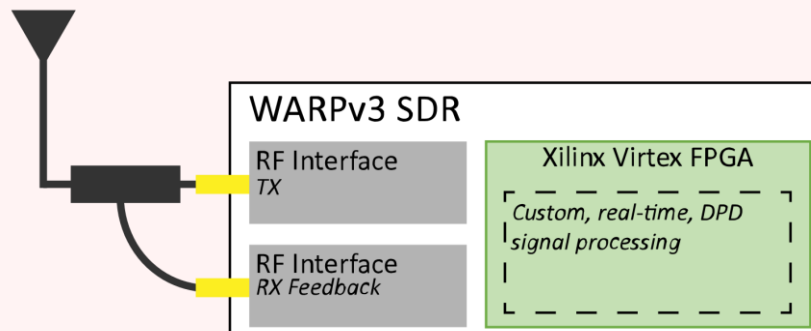 WARPv3 SDR
RF Interface
TX
RF Interface
RX Feedback
Xilinx Virtex FPGA
Custom, real-time, DPD
signal processing